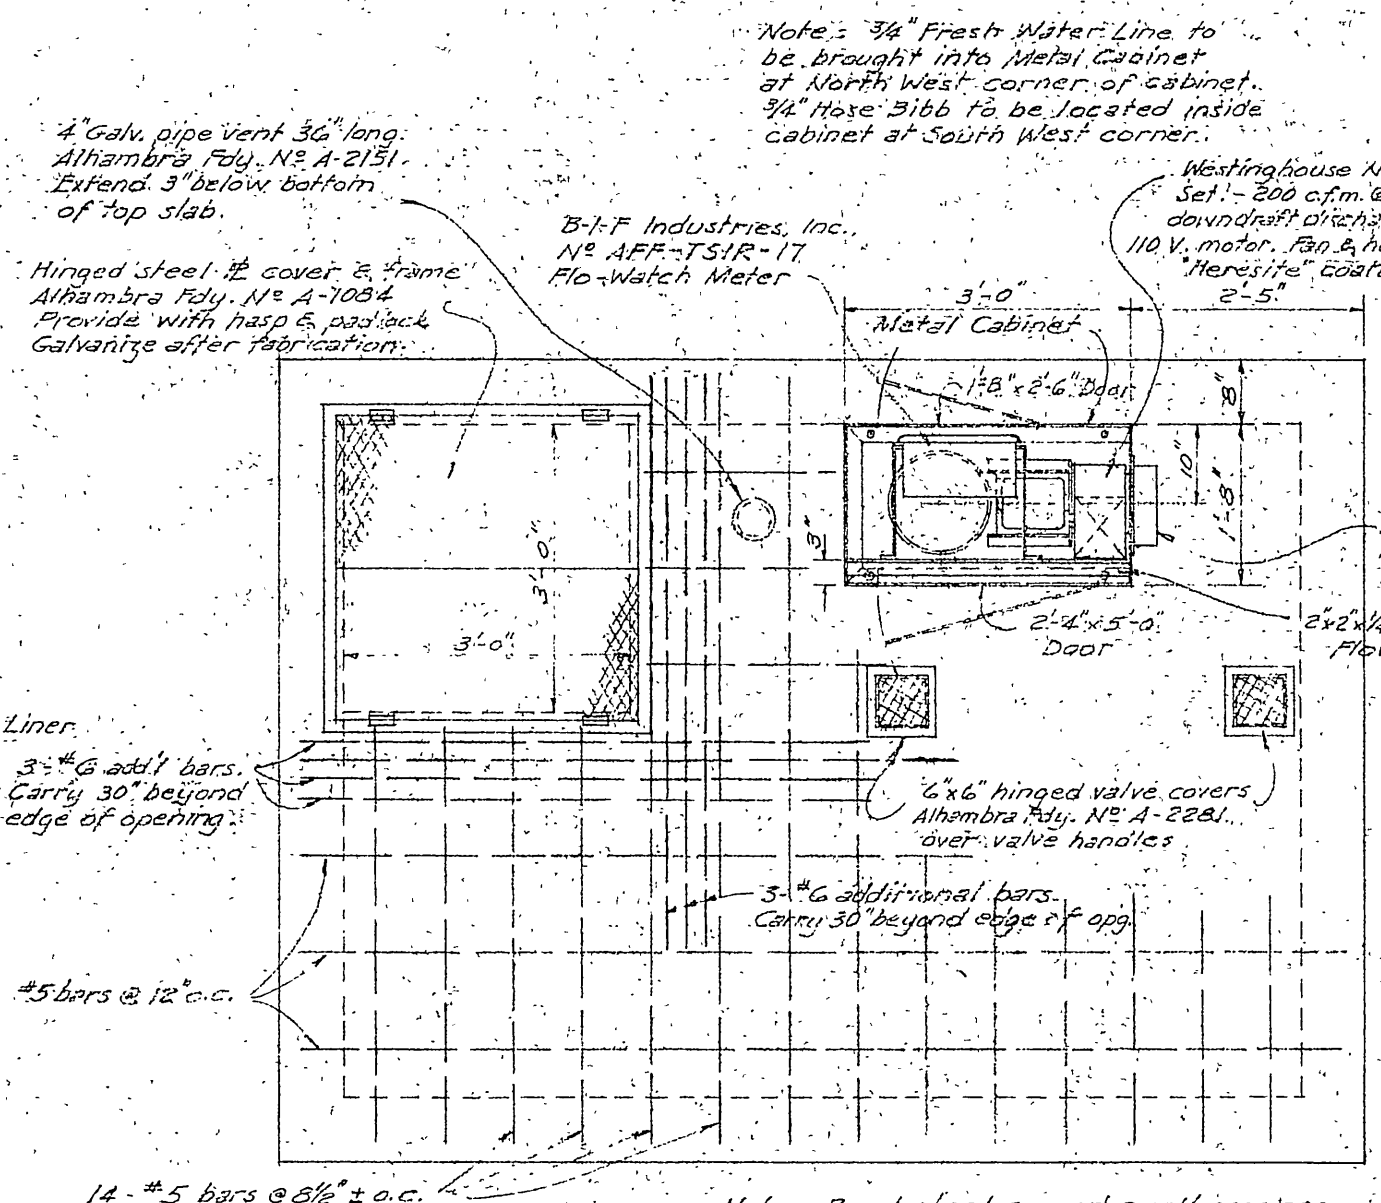 Note: 3/4" Fresh Water Line to
be brought into Metal Cabinet
at North West corner of cabinet.
3/4" Hose Bibb to be located inside
cabinet at South West corner.
4" Galv. pipe vent 36" long.
Alhambra Fdy. Nº A-2151.
Extend 3" below bottom
of top slab.
Westinghouse
Set - 200 c.f.m. @
downdraft
110 V. motor. Fan &
"Heresite"
B-I-F Industries, Inc.,
Nº AFF-TSIR-17
Flo-Watch Meter
Hinged steel ℄ cover & frame
Alhambra Fdy. Nº A-1084
Provide with hasp & padlock
Galvanize after fabrication.
3'-0"
2'-5"
Metal Cabinet
1'-8" x 2'-6" Door
8"
10"
1'-8"
3"
3'-0"
3'-0"
2'-4" x 5'-0"
Door
2"x2"x1/4
Liner
3-#6 add'l bars.
Carry 30" beyond
edge of opening.
6"x6" hinged valve covers
Alhambra Fdy. Nº A-2281.
over valve handles
3-#6 additional bars.
Carry 30" beyond edge of opg.
#5 bars @ 12" o.c.
14 - #5 bars @ 8½" ± o.c.